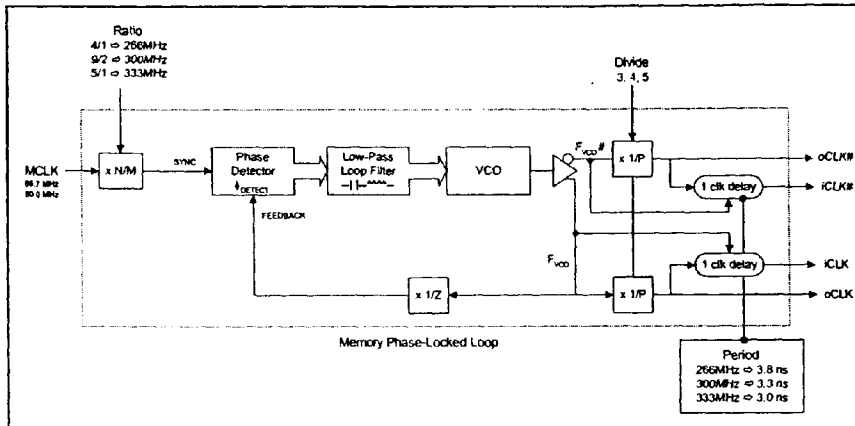 Ratio
4/1 ⇨ 266MHz
9/2 ⇨ 300MHz
5/1 ⇨ 333MHz
Divide
3, 4, 5
MCLK
66.7 MHz
x N/M
SYNC
Phase
Detector
DETECT
FEEDBACK
Low-Pass
Loop Filter
VCO
FVCO#
x 1/P
oCLK#
1 clk delay
iCLK#
FVCO
1 clk delay
iCLK
x 1/Z
x 1/P
oCLK
Memory Phase-Locked Loop
Period
266MHz ⇨ 3.8 ns
300MHz ⇨ 3.3 ns
333MHz ⇨ 3.0 ns